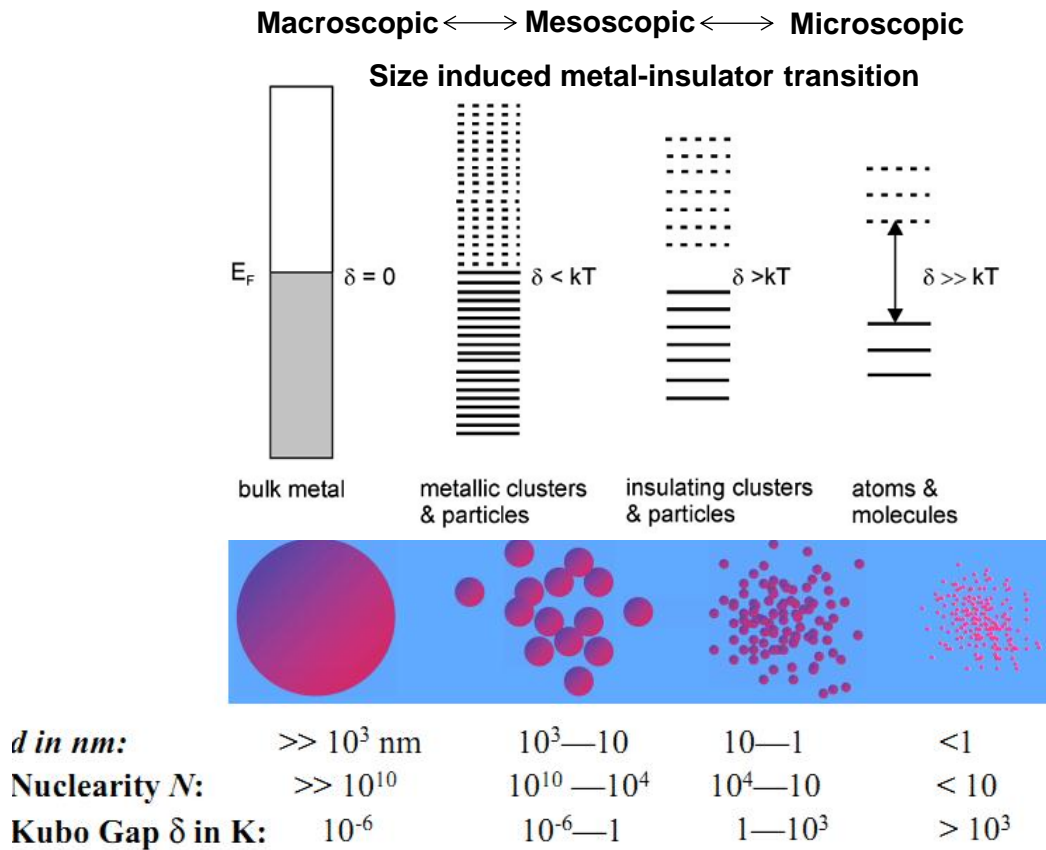 Macroscopic ⟷ Mesoscopic ⟷ Microscopic
Size induced metal-insulator transition
E_F δ = 0 δ < kT δ >kT δ >> kT
bulk metal metallic clusters & particles insulating clusters & particles atoms & molecules
d in nm: >> 10³ nm 10³—10 10—1 <1
Nuclearity N: >> 10¹⁰ 10¹⁰ —10⁴ 10⁴—10 < 10
Kubo Gap δ in K: 10⁻⁶ 10⁻⁶—1 1—10³ > 10³